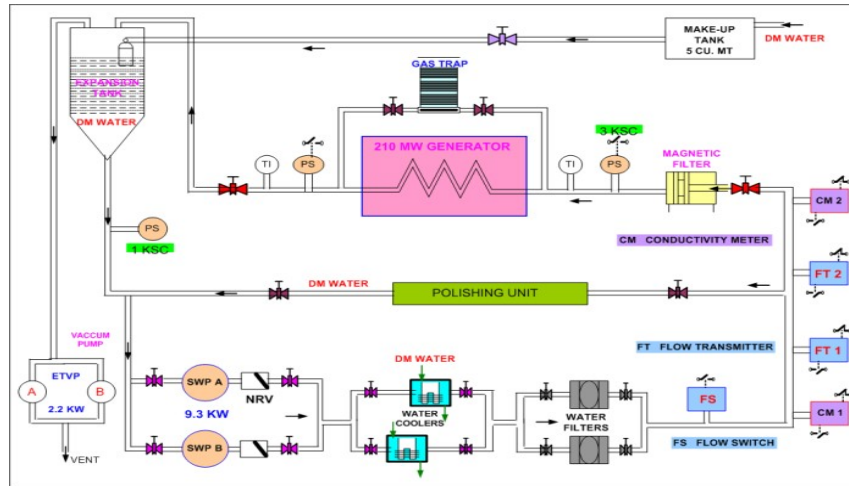 MAKE-UP
TANK
5 CU. MT
DM WATER
GAS TRAP
EXPANSION
TANK
DM WATER
210 MW GENERATOR
3 KSC
MAGNETIC
FILTER
TI
PS
TI
PS
CM 2
PS
1 KSC
CM CONDUCTIVITY METER
FT 2
DM WATER
POLISHING UNIT
VACCUM
PUMP
FT FLOW TRANSMITTER
FT 1
ETVP
A
B
2.2 KW
SWP A
NRV
9.3 KW
DM WATER
WATER
COOLERS
WATER
FILTERS
FS
CM 1
SWP B
FS FLOW SWITCH
VENT